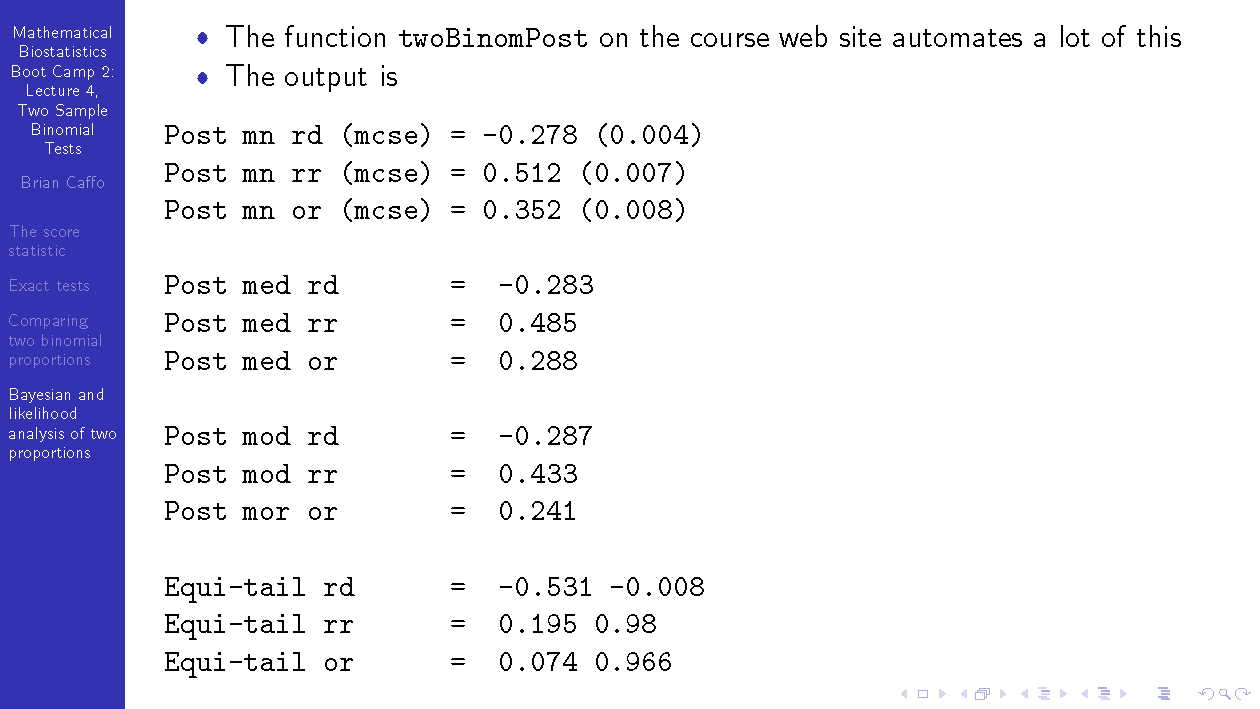 Mathematical
Biostatistics
Boot Camp 2:
Lecture 4,
Two Sample
Binomial
Tests
Brian Caffo
The score
statistic
Exact tests
Comparing
two binomial
proportions
Bayesian and
likelihood
analysis of two
proportions
• The function twoBinomPost on the course web site automates a lot of this
• The output is
Post mn rd (mcse) = -0.278 (0.004)
Post mn rr (mcse) = 0.512 (0.007)
Post mn or (mcse) = 0.352 (0.008)
Post med rd = -0.283
Post med rr = 0.485
Post med or = 0.288
Post mod rd = -0.287
Post mod rr = 0.433
Post mor or = 0.241
Equi-tail rd = -0.531 -0.008
Equi-tail rr = 0.195 0.98
Equi-tail or = 0.074 0.966